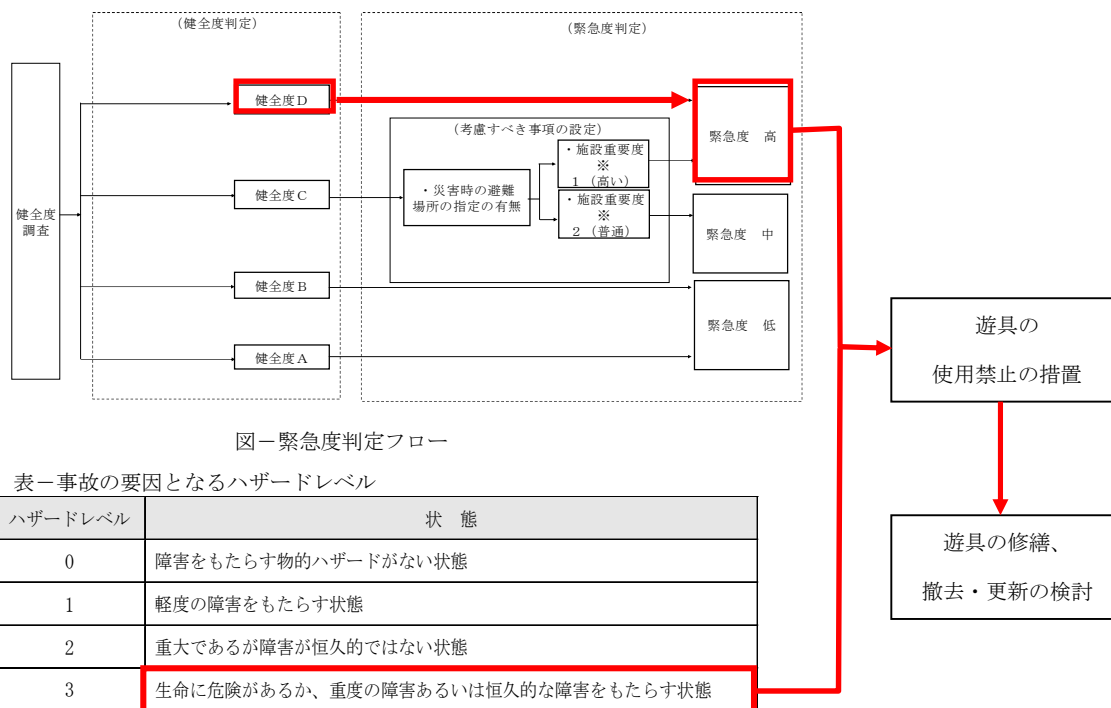 (健全度判定)
(緊急度判定)
健全度
調査
健全度D
健全度C
健全度B
健全度A
(考慮すべき事項の設定)
・災害時の避難
場所の指定の有無
・施設重要度
※
1 (高い)
・施設重要度
※
2 (普通)
緊急度 高
緊急度 中
緊急度 低
遊具の
使用禁止の措置
遊具の修繕、
撤去・更新の検討
図-緊急度判定フロー
表-事故の要因となるハザードレベル
ハザードレベル 状 態
0 障害をもたらす物的ハザードがない状態
1 軽度の障害をもたらす状態
2 重大であるが障害が恒久的ではない状態
3 生命に危険があるか、重度の障害あるいは恒久的な障害をもたらす状態